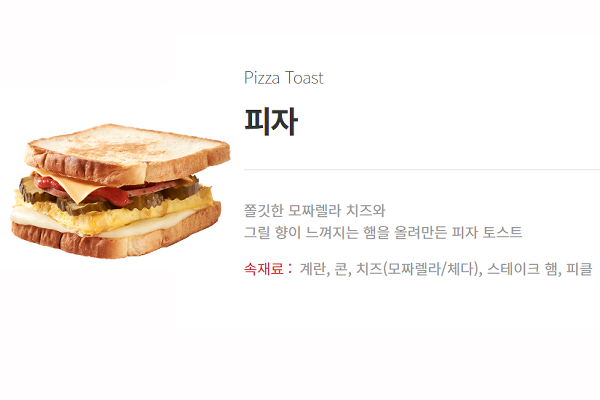 Pizza Toast
피자
쫄깃한 모짜렐라 치즈와
그릴 향이 느껴지는 햄을 올려만든 피자 토스트
속재료 : 계란, 콘, 치즈(모짜렐라/체다), 스테이크 햄, 피클